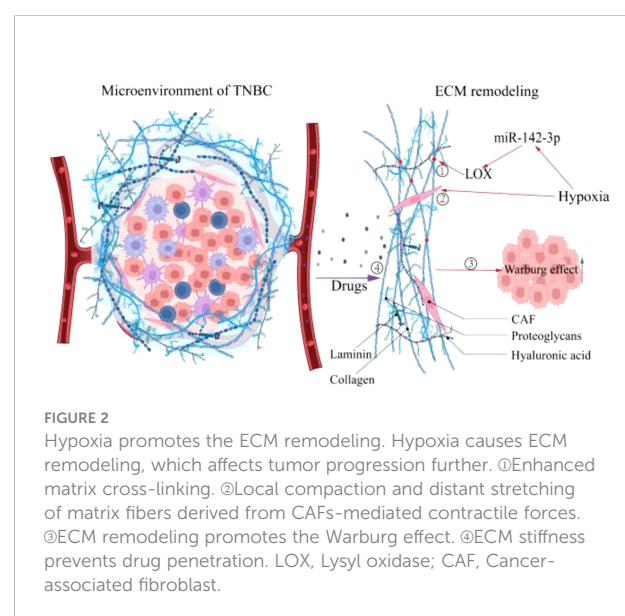 Microenvironment of TNBC
ECM remodeling
miR-142-3p
①
LOX
②
Hypoxia
③
Warburg effect
④
Drugs
CAF
Proteoglycans
Laminin
Hyaluronic acid
Collagen
FIGURE 2
Hypoxia promotes the ECM remodeling. Hypoxia causes ECM
remodeling, which affects tumor progression further. ①Enhanced
matrix cross-linking. ②Local compaction and distant stretching
of matrix fibers derived from CAFs-mediated contractile forces.
③ECM remodeling promotes the Warburg effect. ④ECM stiffness
prevents drug penetration. LOX, Lysyl oxidase; CAF, Cancer-
associated fibroblast.